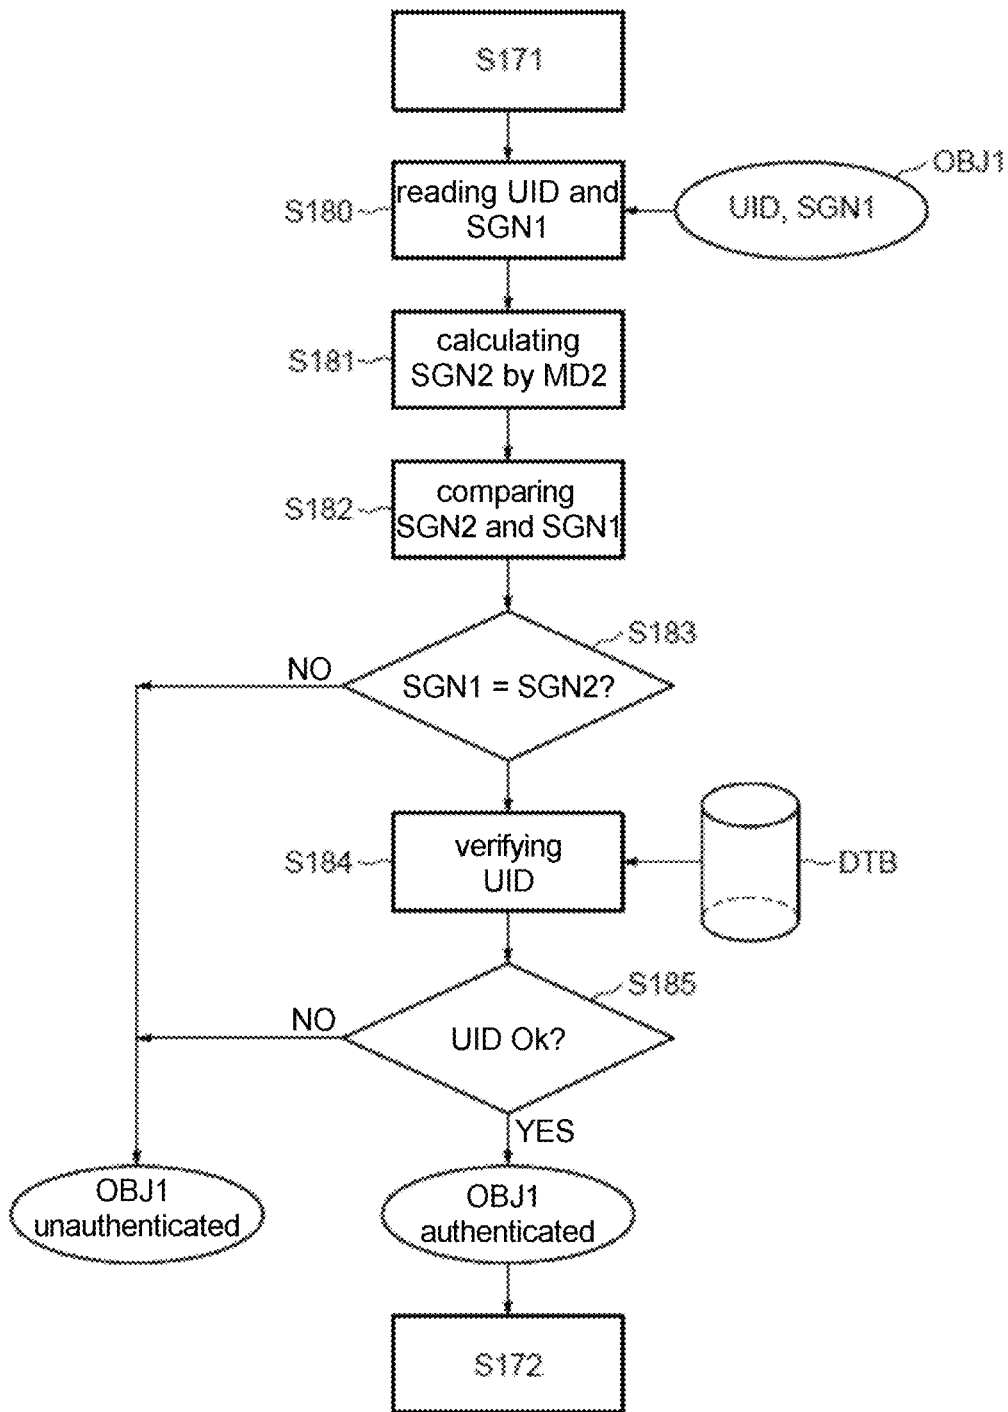 S171
OBJ1
S180
reading UID and
SGN1
UID, SGN1
S181
calculating
SGN2 by MD2
S182
comparing
SGN2 and SGN1
S183
NO
SGN1 = SGN2?
S184
verifying
UID
DTB
S185
NO
UID Ok?
YES
OBJ1
unauthenticated
OBJ1
authenticated
S172